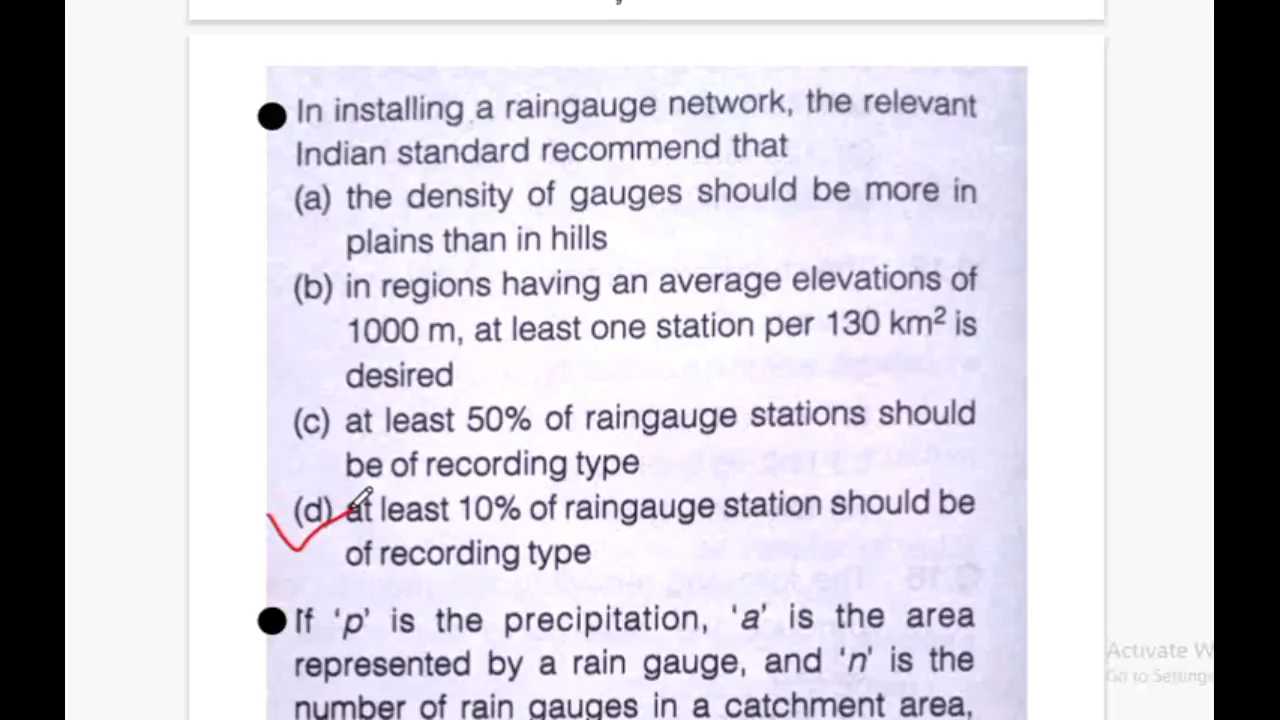 In installing a raingauge network, the relevant
Indian standard recommend that
(a) the density of gauges should be more in
plains than in hills
(b) in regions having an average elevations of
1000 m, at least one station per 130 km² is
desired
(c) at least 50% of raingauge stations should
be of recording type
(d) at least 10% of raingauge station should be
of recording type
If ‘p’ is the precipitation, ‘a’ is the area
represented by a rain gauge, and ‘n’ is the
number of rain gauges in a catchment area,
Activate W
Go to Settings